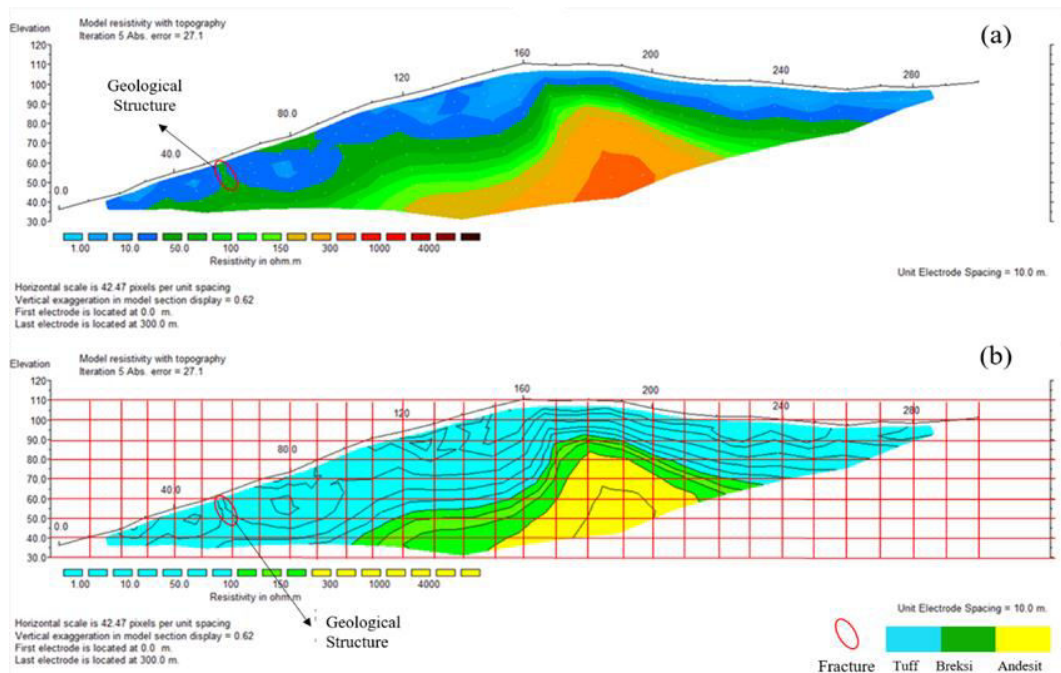 Elevation
Model resistivity with topography
Iteration 5 Abs. error = 27.1
(a)
120
110
100
90.0
80.0
70.0
60.0
50.0
40.0
30.0
Geological
Structure
0.0
40.0
80.0
120
160
200
240
280
1.00 10.0 50.0 100 150 300 1000 4000
Resistivity in ohm.m
Unit Electrode Spacing = 10.0 m.
Horizontal scale is 42.47 pixels per unit spacing
Vertical exaggeration in model section display = 0.62
First electrode is located at 0.0 m.
Last electrode is located at 300.0 m.
Elevation
Model resistivity with topography
Iteration 5 Abs. error = 27.1
(b)
120
110
100
90.0
80.0
70.0
60.0
50.0
40.0
30.0
0.0
40.0
80.0
120
160
200
240
280
1.00 10.0 50.0 100 150 300 1000 4000
Resistivity in ohm.m
Unit Electrode Spacing = 10.0 m.
Horizontal scale is 42.47 pixels per unit spacing
Vertical exaggeration in model section display = 0.62
First electrode is located at 0.0 m.
Last electrode is located at 300.0 m.
Geological
Structure
Fracture Tuff Breksi Andesit